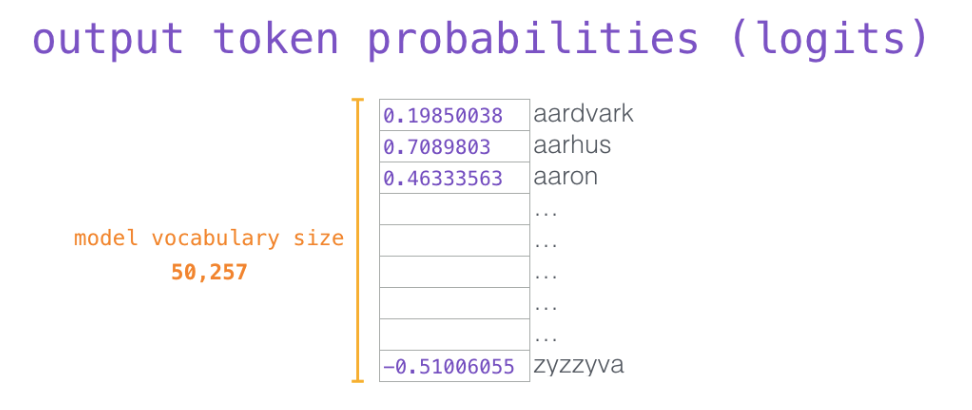 output token probabilities (logits)
0.19850038 aardvark
0.7089803 aarhus
0.46333563 aaron
...
model vocabulary size ...
50,257 ...
...
...
-0.51006055 zyzzyva